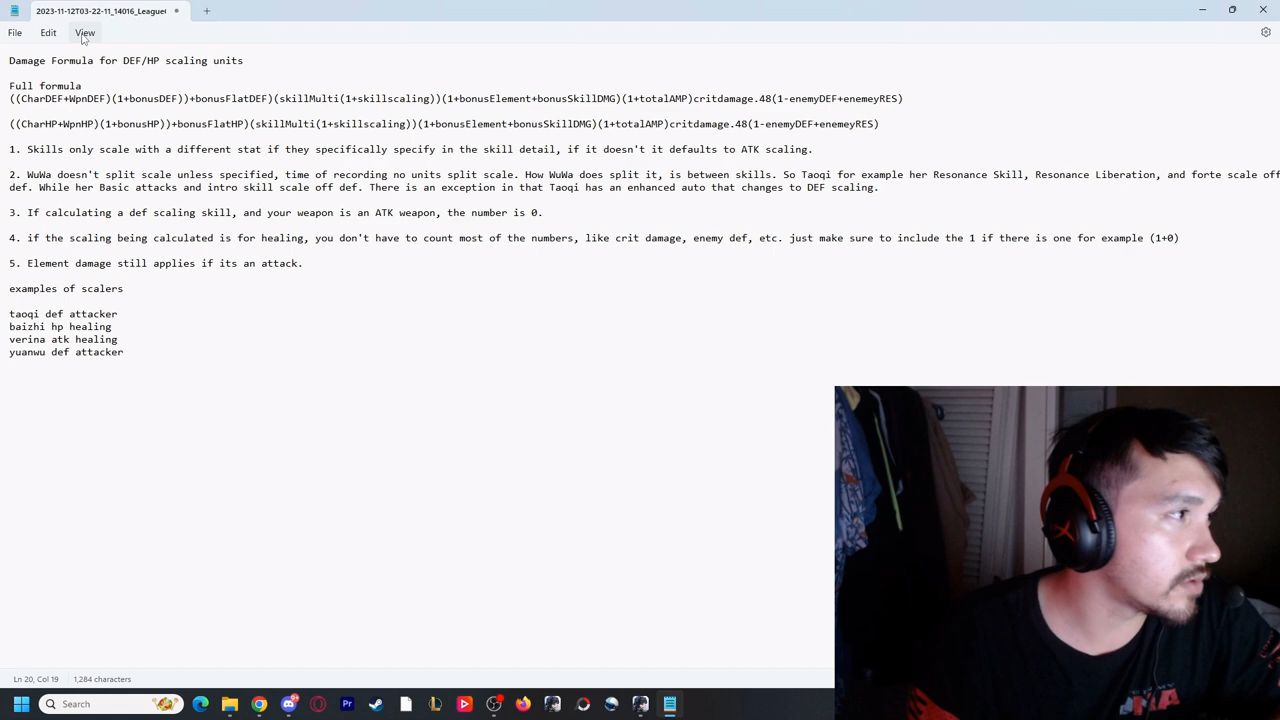 2023-11-12T03-22-11_14016_League
File Edit View
Damage Formula for DEF/HP scaling units
Full formula
((CharDEF+WpnDEF)(1+bonusDEF))+bonusFlatDEF)(skillMulti(1+skillscaling))(1+bonusElement+bonusSkillDMG)(1+totalAMP)critdamage.48(1-enemyDEF+enemeyRES)
((CharHP+WpnHP)(1+bonusHP))+bonusFlatHP)(skillMulti(1+skillscaling))(1+bonusElement+bonusSkillDMG)(1+totalAMP)critdamage.48(1-enemyDEF+enemeyRES)
1. Skills only scale with a different stat if they specifically specify in the skill detail, if it doesn't it defaults to ATK scaling.
2. WuWa doesn't split scale unless specified, time of recording no units split scale. How WuWa does split it, is between skills. So Taoqi for example her Resonance Skill, Resonance Liberation, and forte scale off
def. While her Basic attacks and intro skill scale off def. There is an exception in that Taoqi has an enhanced auto that changes to DEF scaling.
3. If calculating a def scaling skill, and your weapon is an ATK weapon, the number is 0.
4. if the scaling being calculated is for healing, you don't have to count most of the numbers, like crit damage, enemy def, etc. just make sure to include the 1 if there is one for example (1+0)
5. Element damage still applies if its an attack.
examples of scalers
taoqi def attacker
baizhi hp healing
verina atk healing
yuanwu def attacker
Ln 20, Col 19 1,284 characters
Search